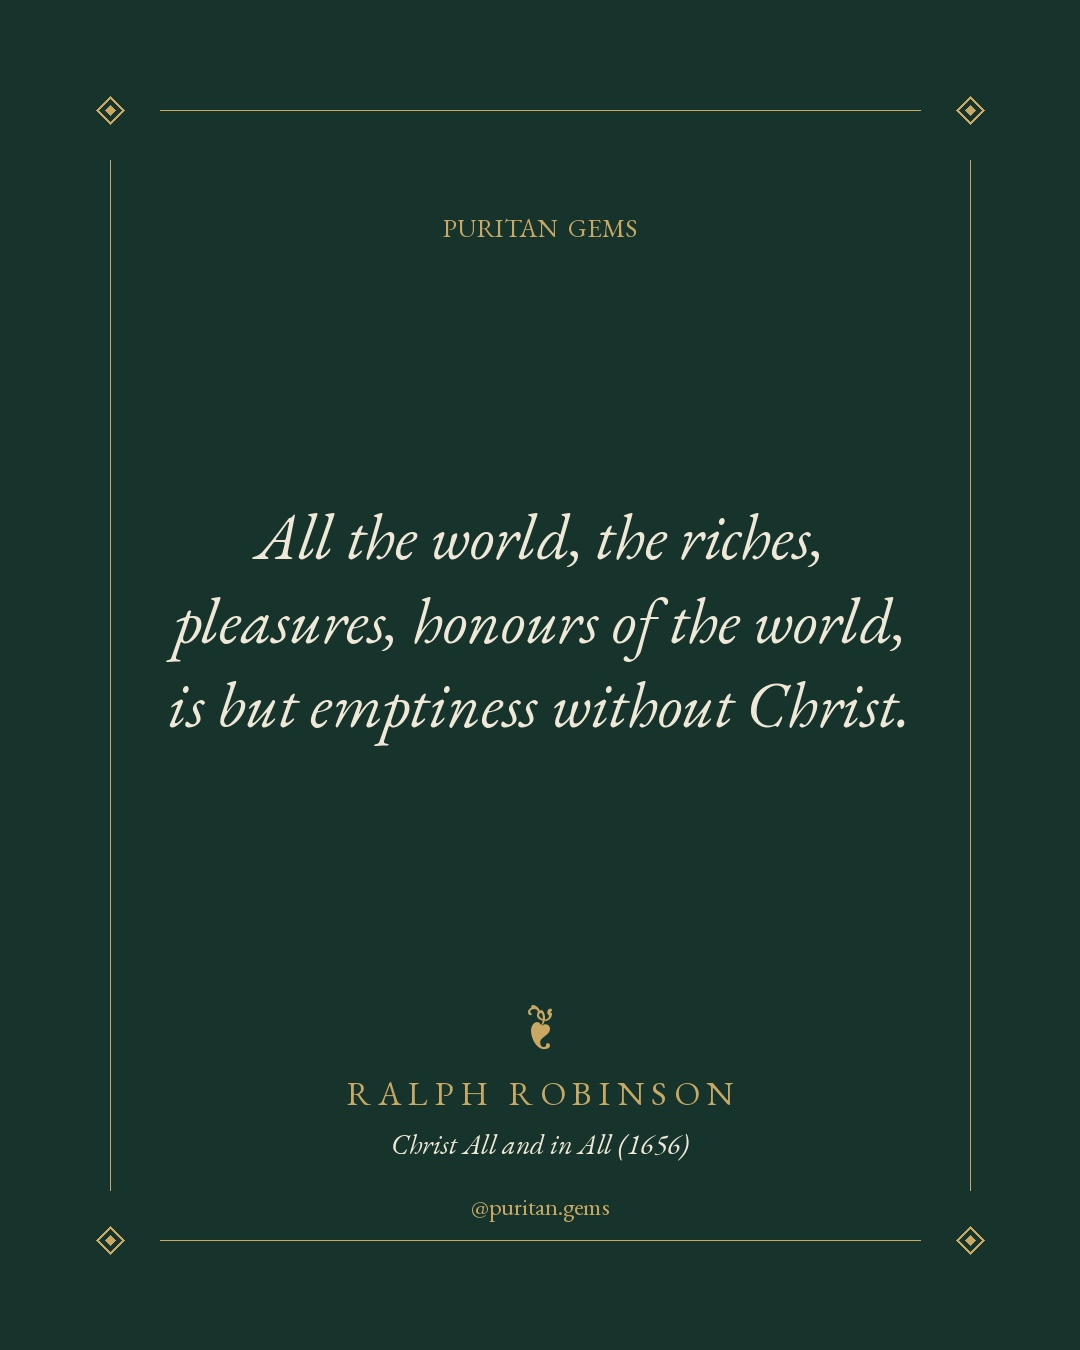 PURITAN GEMS
All the world, the riches,
pleasures, honours of the world,
is but emptiness without Christ.
RALPH ROBINSON
Christ All and in All (1656)
@puritan.gems